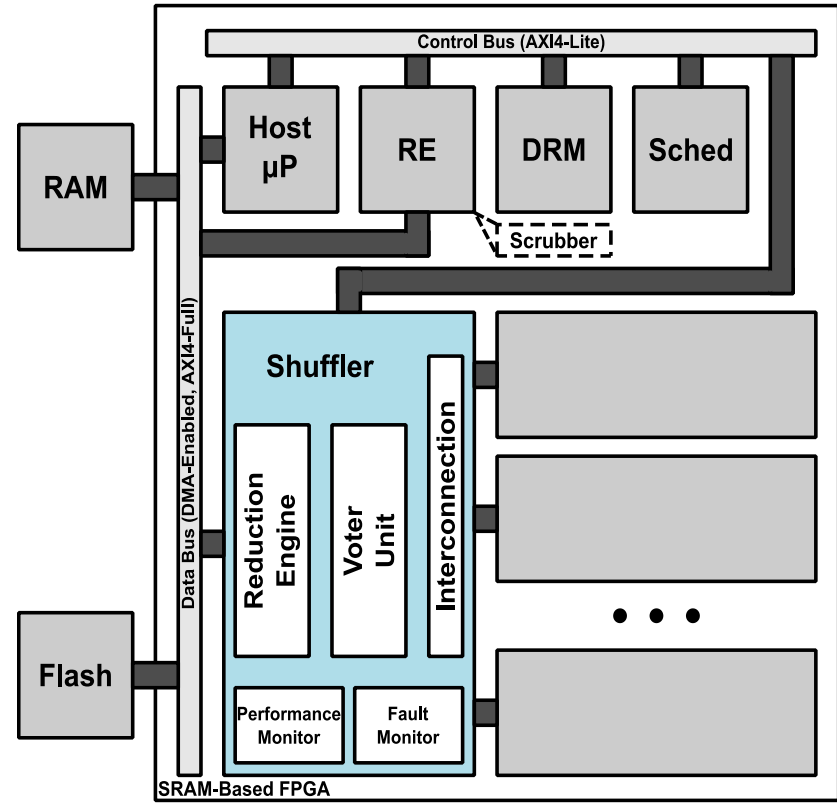 Control Bus (AXI4-Lite)
Host
µP
RE
DRM
Sched
RAM
Scrubber
Data Bus (DMA-Enabled, AXI4-Full)
Shuffler
Reduction
Engine
Voter
Unit
Interconnection
Flash
Performance
Monitor
Fault
Monitor
SRAM-Based FPGA